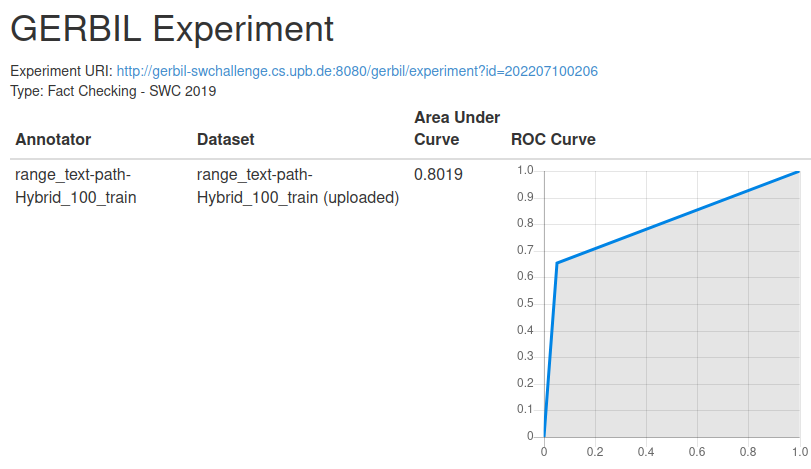 GERBIL Experiment
Experiment URI: http://gerbil-swchallenge.cs.upb.de:8080/gerbil/experiment?id=202207100206
Type: Fact Checking - SWC 2019
Annotator Dataset Area Under Curve ROC Curve
range_text-path- range_text-path- 0.8019
Hybrid_100_train Hybrid_100_train (uploaded)
1.0
0.9
0.8
0.7
0.6
0.5
0.4
0.3
0.2
0.1
0
0 0.2 0.4 0.6 0.8 1.0